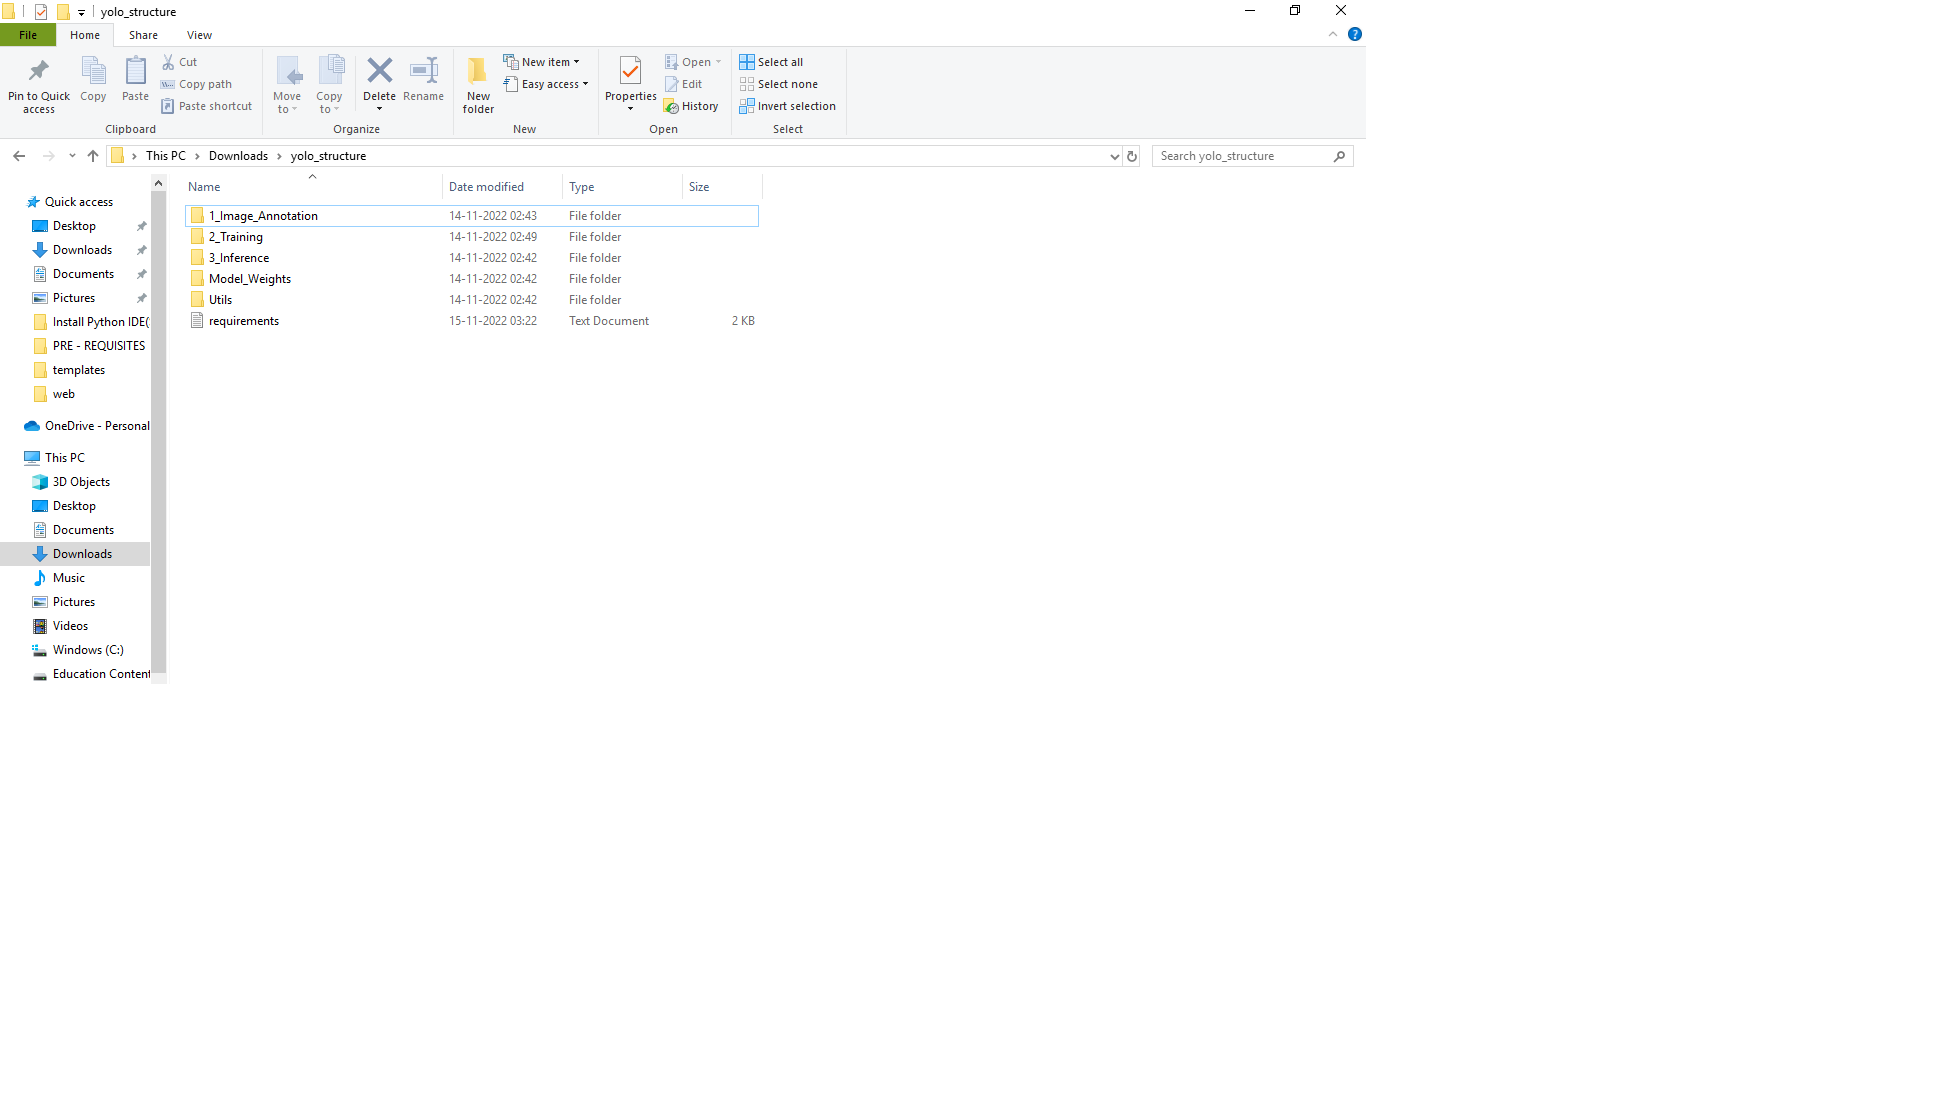 yolo_structure
File Home Share View
Pin to Quick access
Copy
Paste
Cut
Copy path
Paste shortcut
Clipboard
Move to
Copy to
Delete
Rename
Organize
New folder
New item
Easy access
New
Properties
Open
Edit
History
Open
Select all
Select none
Invert selection
Select
This PC > Downloads > yolo_structure
Search yolo_structure
Quick access
Desktop
Downloads
Documents
Pictures
Install Python IDE(
PRE - REQUISITES
templates
web
OneDrive - Personal
This PC
3D Objects
Desktop
Documents
Downloads
Music
Pictures
Videos
Windows (C:)
Education Content
Name Date modified Type Size
1_Image_Annotation 14-11-2022 02:43 File folder
2_Training 14-11-2022 02:49 File folder
3_Inference 14-11-2022 02:42 File folder
Model_Weights 14-11-2022 02:42 File folder
Utils 14-11-2022 02:42 File folder
requirements 15-11-2022 03:22 Text Document 2 KB